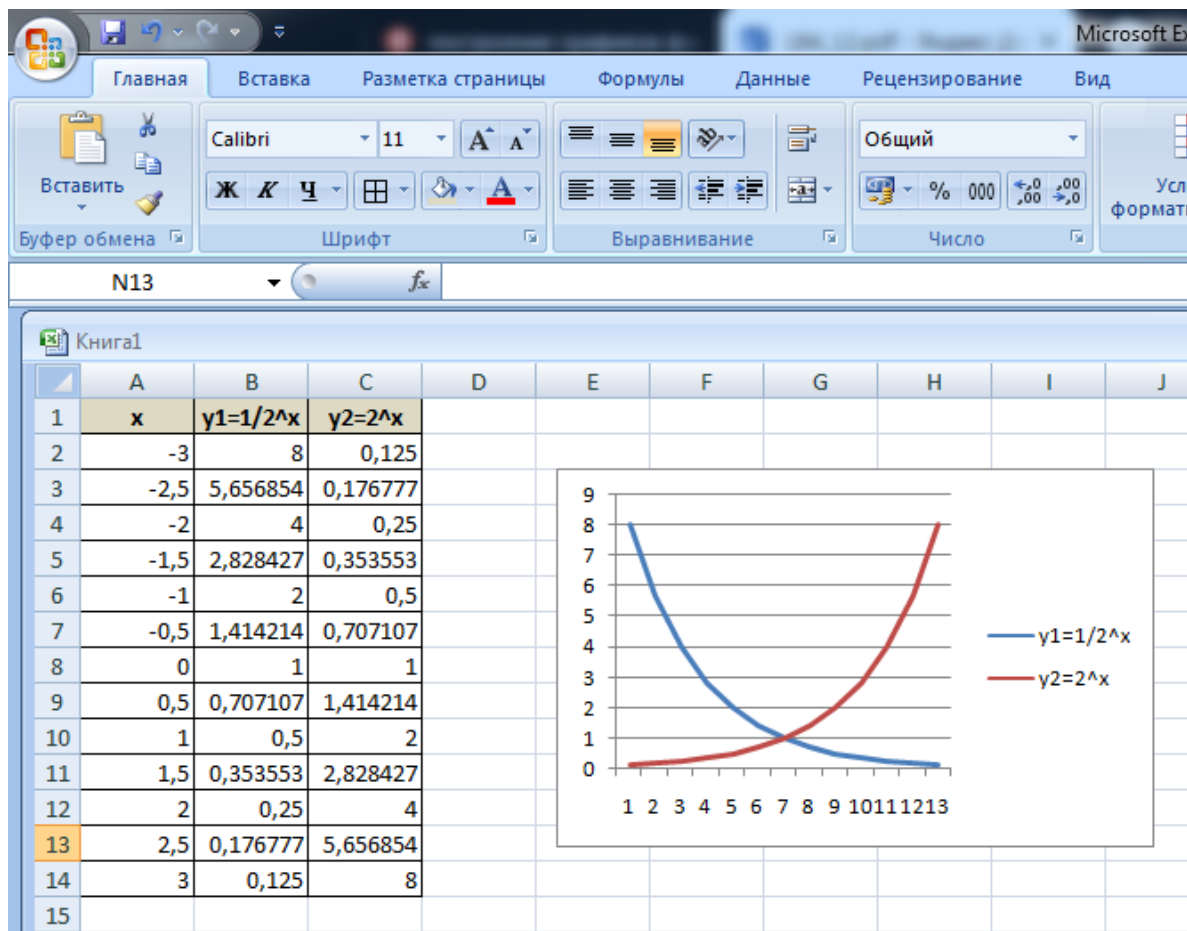 Microsoft Ex
Главная Вставка Разметка страницы Формулы Данные Рецензирование Вид
Calibri 11 A A Общий
Вставить Ж К Ч A % 000 ,0 ,00 ,00 ,0 Усл
формати
Буфер обмена Шрифт Выравнивание Число
N13 fx
Книга1
A B C D E F G H I J
1 x y1=1/2^x y2=2^x
2 -3 8 0,125
3 -2,5 5,656854 0,176777
4 -2 4 0,25
5 -1,5 2,828427 0,353553
6 -1 2 0,5
7 -0,5 1,414214 0,707107
8 0 1 1
9 0,5 0,707107 1,414214
10 1 0,5 2
11 1,5 0,353553 2,828427
12 2 0,25 4
13 2,5 0,176777 5,656854
14 3 0,125 8
15
9
8
7
6
5
4
3
2
1
0
1 2 3 4 5 6 7 8 9 10 11 12 13
y1=1/2^x
y2=2^x